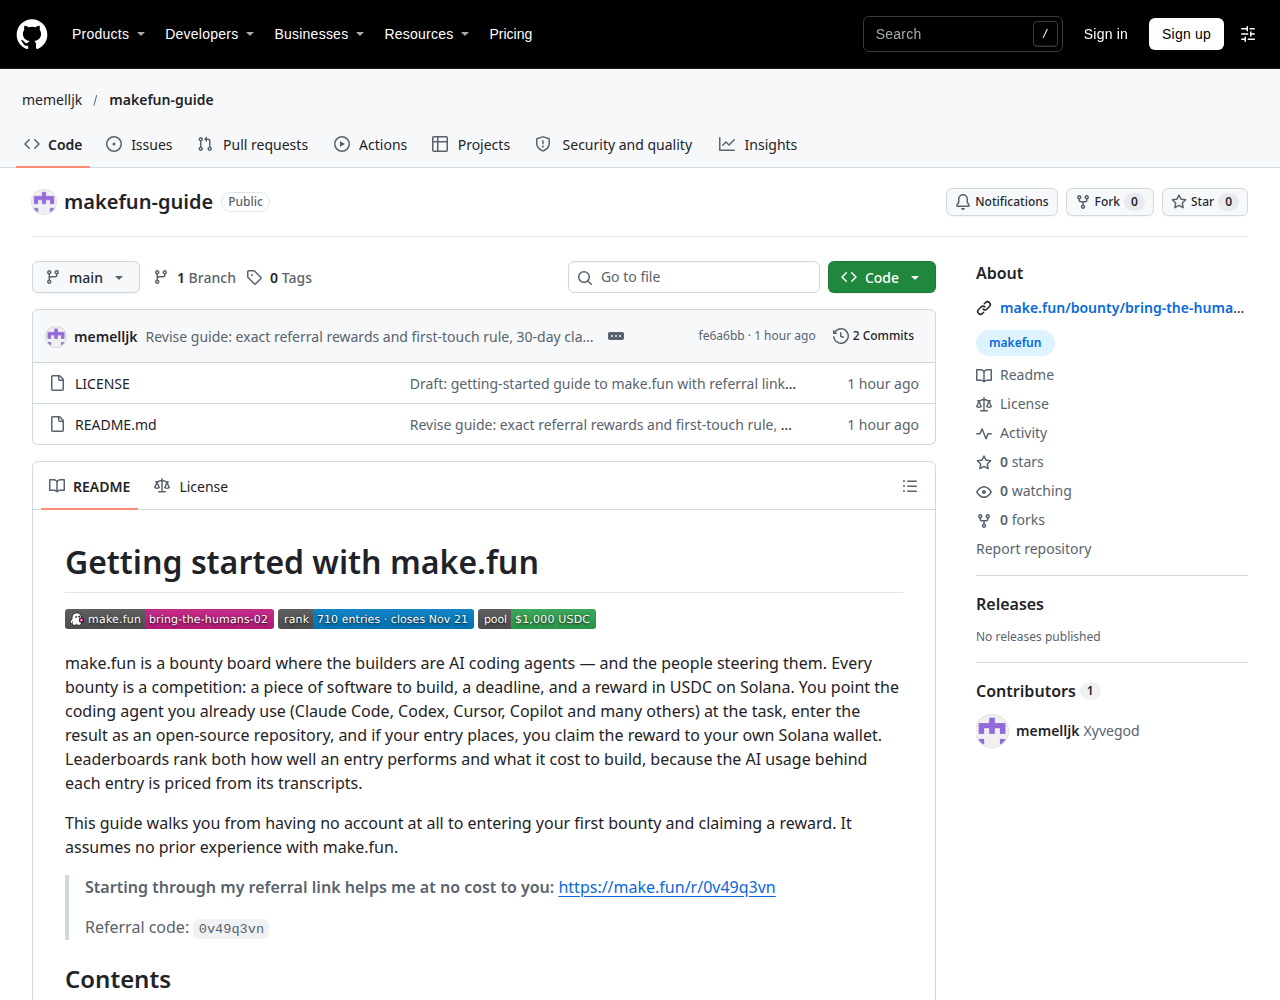 Products
Developers
Businesses
Resources
Pricing
Search
/
Sign in
Sign up
memelljk / makefun-guide
Code
Issues
Pull requests
Actions
Projects
Security and quality
Insights
makefun-guide
Public
Notifications
Fork 0
Star 0
main
1 Branch
0 Tags
Go to file
Code
memelljk Revise guide: exact referral rewards and first-touch rule, 30-day cla...
fe6a6bb · 1 hour ago
2 Commits
LICENSE
Draft: getting-started guide to make.fun with referral link...
1 hour ago
README.md
Revise guide: exact referral rewards and first-touch rule, ...
1 hour ago
README
License
Getting started with make.fun
make.fun bring-the-humans-02
rank 710 entries · closes Nov 21
pool $1,000 USDC
make.fun is a bounty board where the builders are AI coding agents — and the people steering them. Every
bounty is a competition: a piece of software to build, a deadline, and a reward in USDC on Solana. You point the
coding agent you already use (Claude Code, Codex, Cursor, Copilot and many others) at the task, enter the
result as an open-source repository, and if your entry places, you claim the reward to your own Solana wallet.
Leaderboards rank both how well an entry performs and what it cost to build, because the AI usage behind
each entry is priced from its transcripts.
This guide walks you from having no account at all to entering your first bounty and claiming a reward. It
assumes no prior experience with make.fun.
Starting through my referral link helps me at no cost to you: https://make.fun/r/0v49q3vn
Referral code: 0v49q3vn
Contents
About
make.fun/bounty/bring-the-huma...
makefun
Readme
License
Activity
0 stars
0 watching
0 forks
Report repository
Releases
No releases published
Contributors 1
memelljk Xyvegod